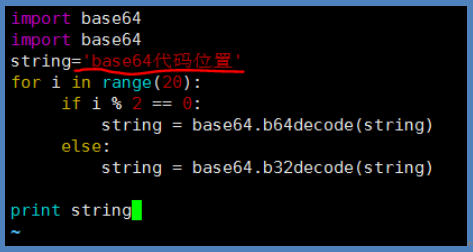 import base64
import base64
string='base64代码位置'
for i in range(20):
     if i % 2 == 0:
         string = base64.b64decode(string)
     else:
         string = base64.b32decode(string)

print string
~